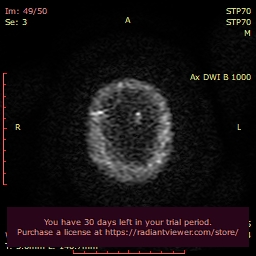 Im: 49/50
Se: 3
A
STP70
STP70
M
Ax DWI B 1000
R
L
You have 30 days left in your trial period.
Purchase a license at https://radiantviewer.com/store/